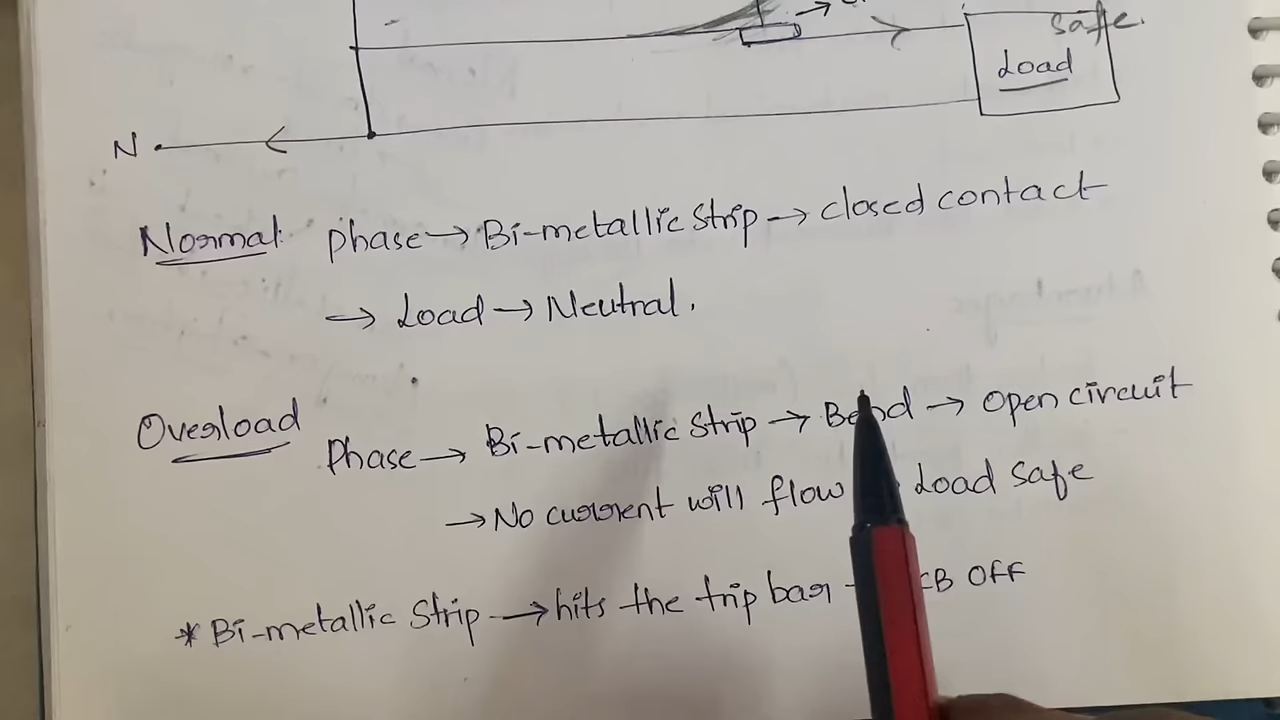 safe.
Load
N
Normal: phase → Bi-metallic strip → closed contact
→ Load → Neutral.
Overload
Phase → Bi-metallic strip → Bend → Open circuit
→ No current will flow Load safe
* Bi-metallic strip → hits the trip bar OFF